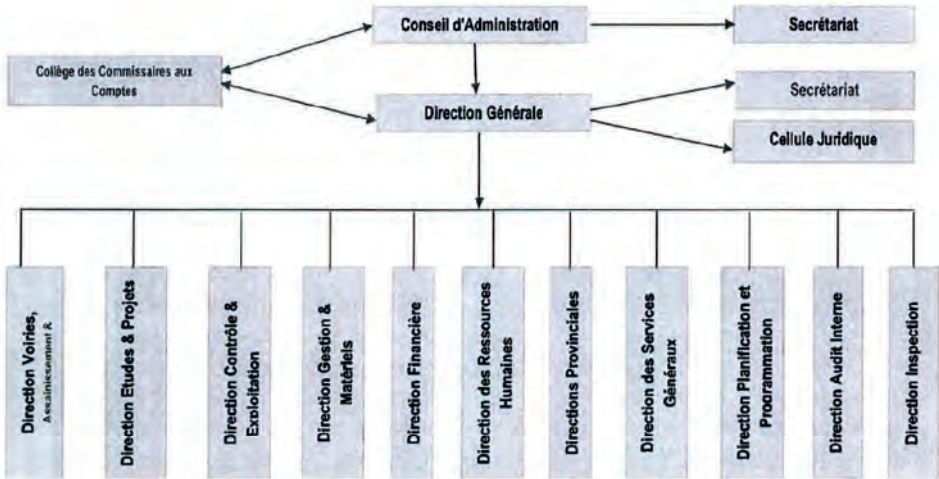 Conseil d'Administration
Secrétariat
Collège des Commissaires aux
Comptes
Direction Générale
Secrétariat
Cellule Juridique
Direction Voiries,
Assainissement &
Direction Etudes & Projets
Direction Contrôle &
Exploitation
Direction Gestion &
Matériels
Direction Financière
Direction des Ressources
Humaines
Directions Provinciales
Direction des Services
Généraux
Direction Planification et
Programmation
Direction Audit Interne
Direction Inspection